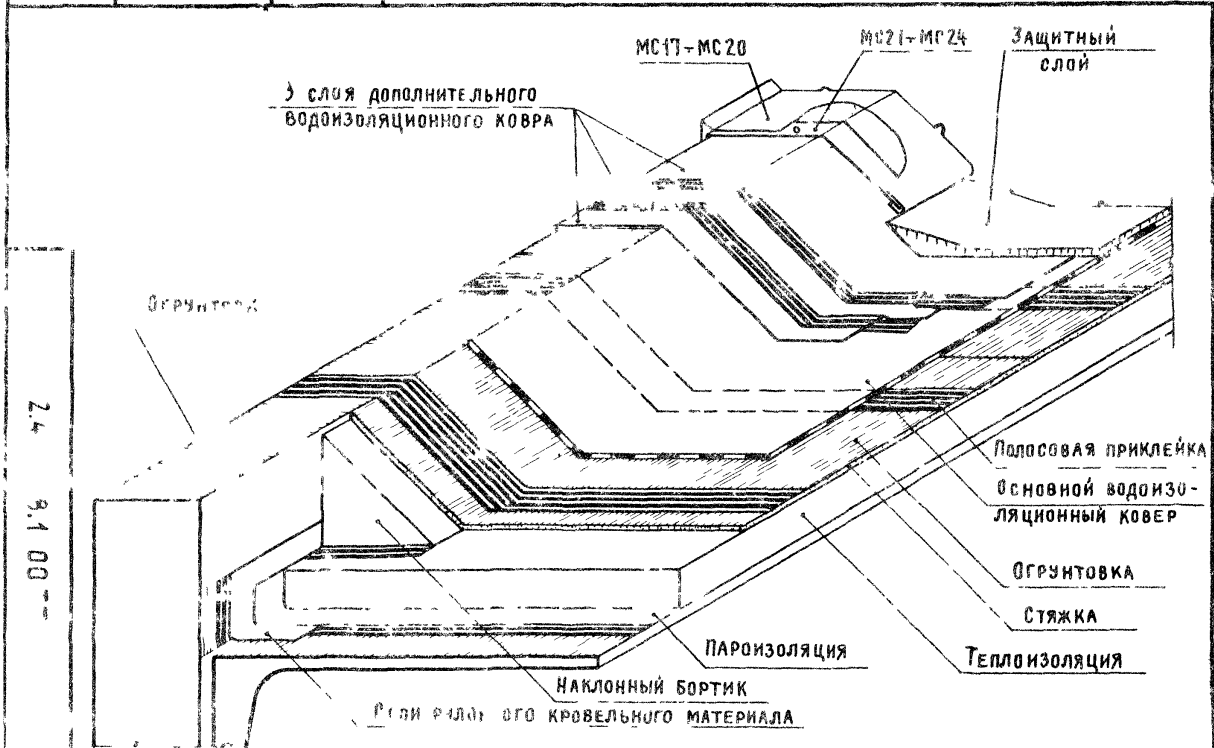 МС17÷МС20
МС21÷МС24
Защитный
слой
3 слоя дополнительного
водоизоляционного ковра
Полосовая приклейка
Основной водоизо-
ляционный ковер
Огрунтовка
Стяжка
Теплоизоляция
Пароизоляция
Наклонный бортик
кровельного материала